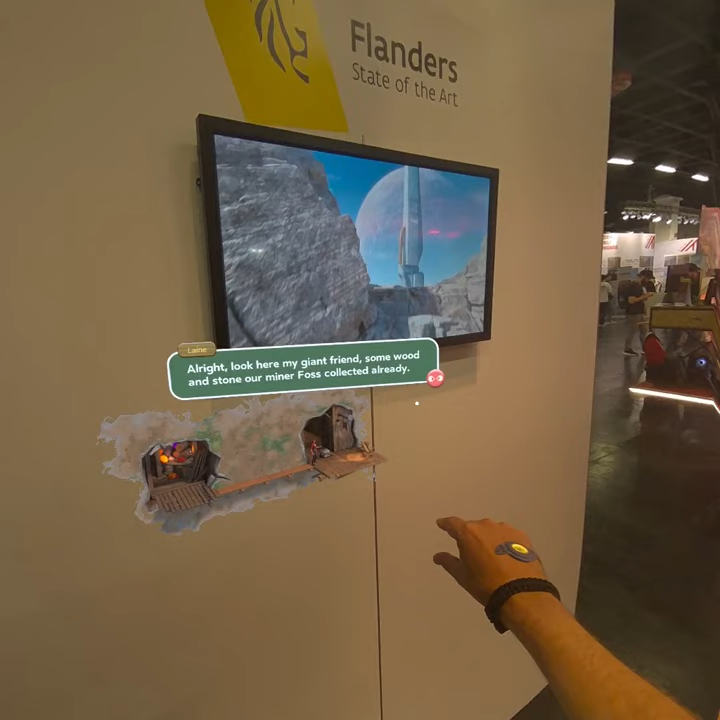 Flanders
State of the Art
Laine
Alright, look here my giant friend, some wood
and stone our miner Foss collected already.